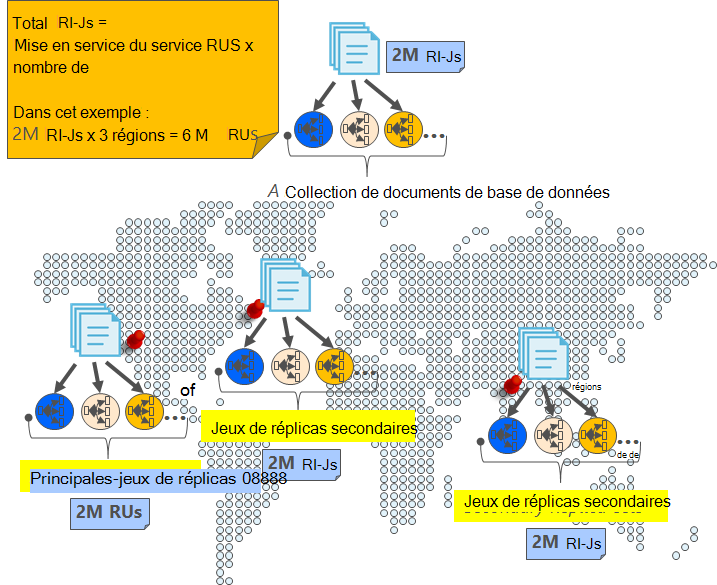 Total RI-Js =
Mise en service du service RUS x
nombre de
Dans cet exemple :
2M RI-Js x 3 régions = 6 M RUs
2M RI-Js
A Collection de documents de base de données
régions
of
Jeux de réplicas secondaires
de de
2M RI-Js
Principales-jeux de réplicas 08888
Jeux de réplicas secondaires
2M RUs
2M RI-Js